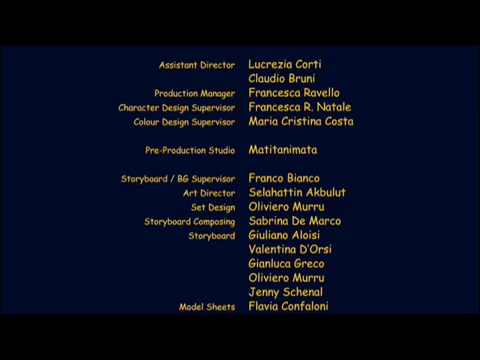 Assistant Director Lucrezia Corti
Claudio Bruni
Production Manager Francesca Ravello
Character Design Supervisor Francesca R. Natale
Colour Design Supervisor Maria Cristina Costa
Pre-Production Studio Matitanimata
Storyboard / BG Supervisor Franco Bianco
Art Director Selahattin Akbulut
Set Design Oliviero Murru
Storyboard Composing Sabrina De Marco
Storyboard Giuliano Aloisi
Valentina D'Orsi
Gianluca Greco
Oliviero Murru
Jenny Schenal
Model Sheets Flavia Confaloni